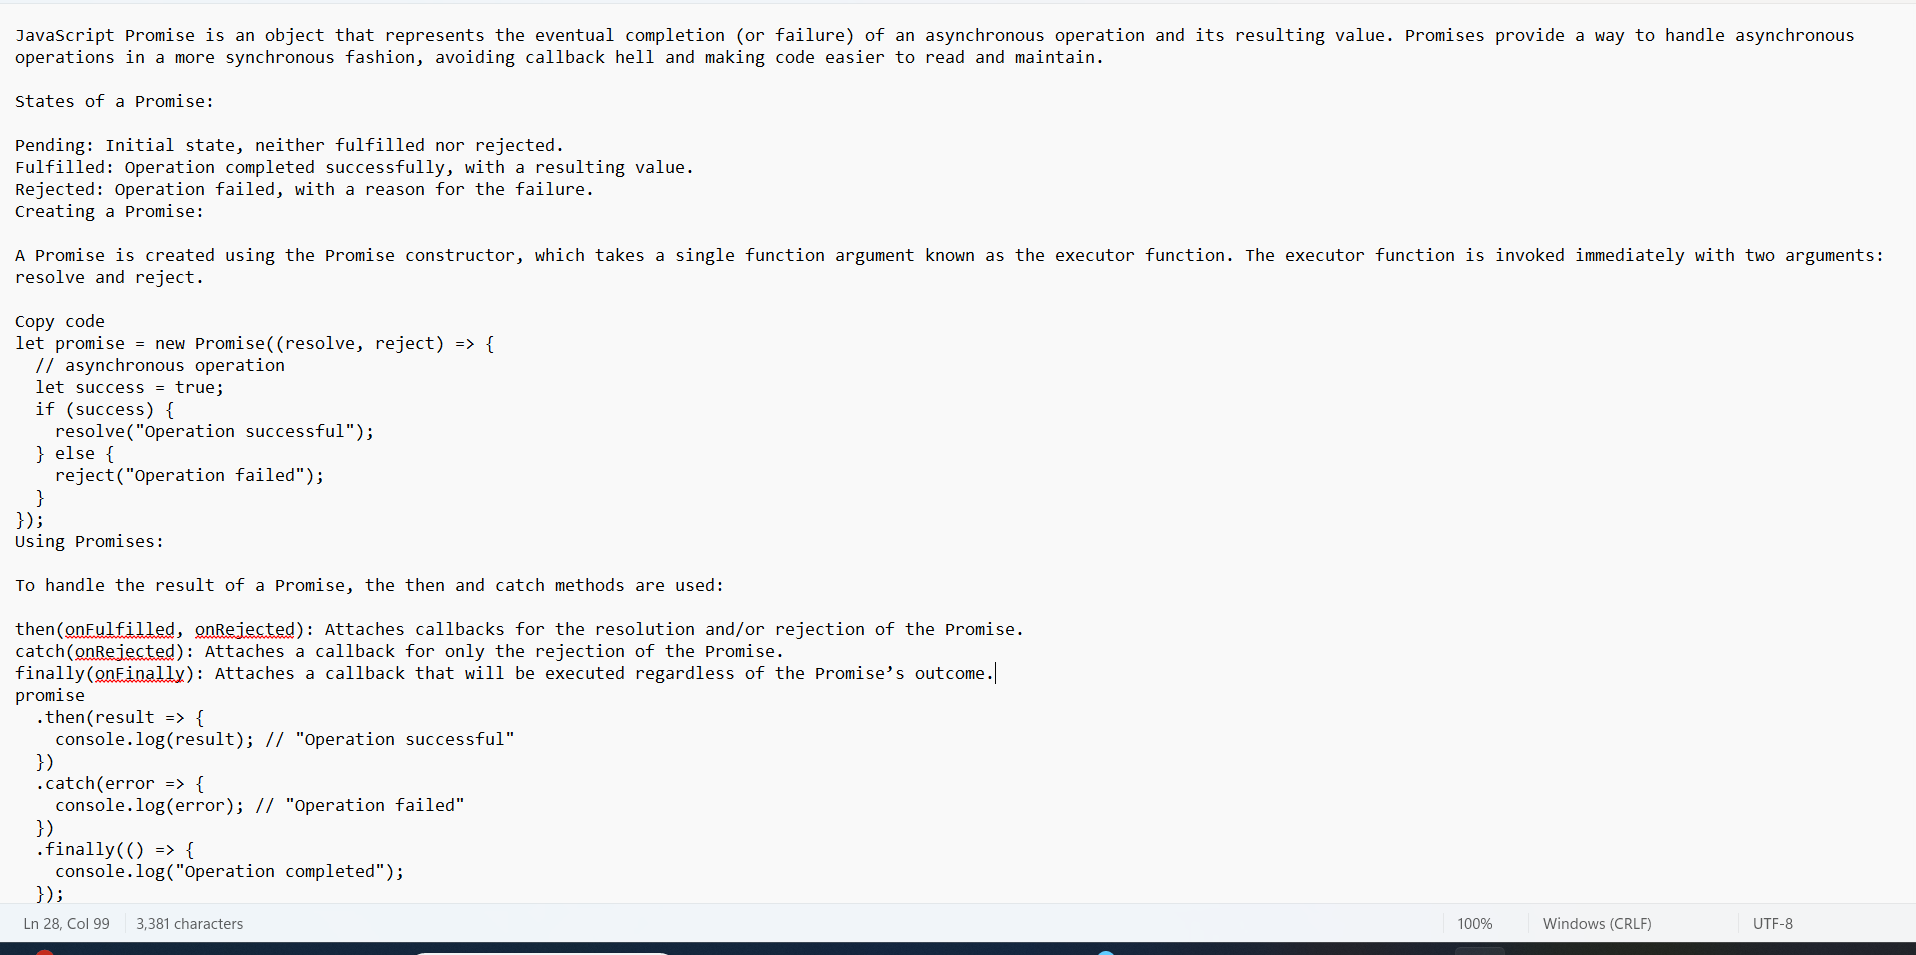 JavaScript Promise is an object that represents the eventual completion (or failure) of an asynchronous operation and its resulting value. Promises provide a way to handle asynchronous
operations in a more synchronous fashion, avoiding callback hell and making code easier to read and maintain.
States of a Promise:
Pending: Initial state, neither fulfilled nor rejected.
Fulfilled: Operation completed successfully, with a resulting value.
Rejected: Operation failed, with a reason for the failure.
Creating a Promise:
A Promise is created using the Promise constructor, which takes a single function argument known as the executor function. The executor function is invoked immediately with two arguments:
resolve and reject.
Copy code
let promise = new Promise((resolve, reject) => {
  // asynchronous operation
  let success = true;
  if (success) {
    resolve("Operation successful");
  } else {
    reject("Operation failed");
  }
});
Using Promises:
To handle the result of a Promise, the then and catch methods are used:
then(onFulfilled, onRejected): Attaches callbacks for the resolution and/or rejection of the Promise.
catch(onRejected): Attaches a callback for only the rejection of the Promise.
finally(onFinally): Attaches a callback that will be executed regardless of the Promise’s outcome.
promise
  .then(result => {
    console.log(result); // "Operation successful"
  })
  .catch(error => {
    console.log(error); // "Operation failed"
  })
  .finally(() => {
    console.log("Operation completed");
  });
Ln 28, Col 99 3,381 characters 100% Windows (CRLF) UTF-8